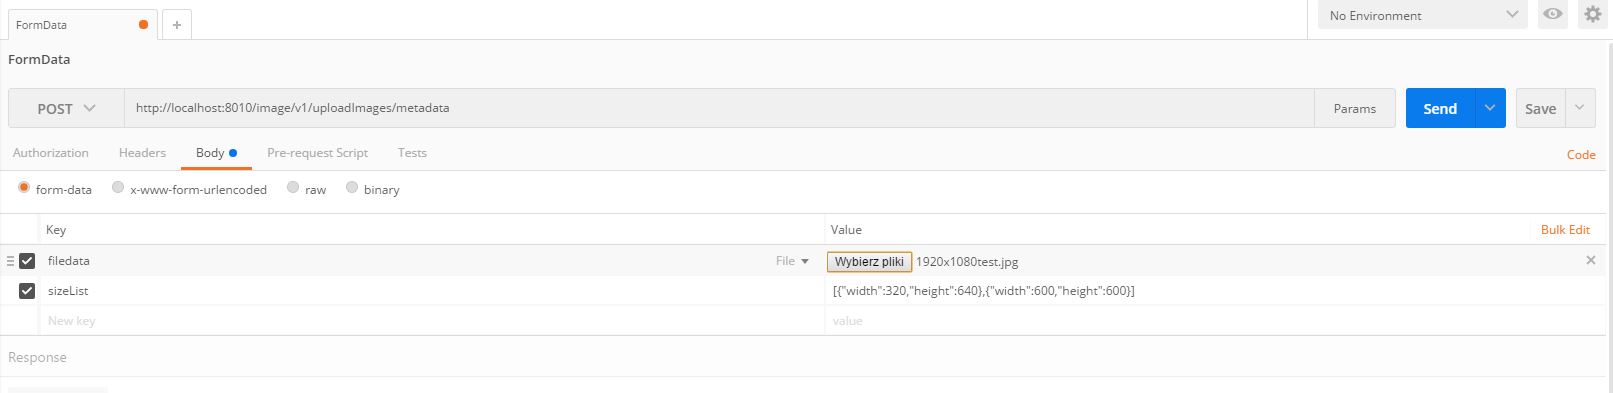 FormData +
No Environment
FormData
POST http://localhost:8010/image/v1/uploadImages/metadata Params Send Save
Authorization Headers Body Pre-request Script Tests Code
form-data x-www-form-urlencoded raw binary
Key Value Bulk Edit
filedata File Wybierz pliki 1920x1080test.jpg
sizeList [{"width":320,"height":640},{"width":600,"height":600}]
New key value
Response